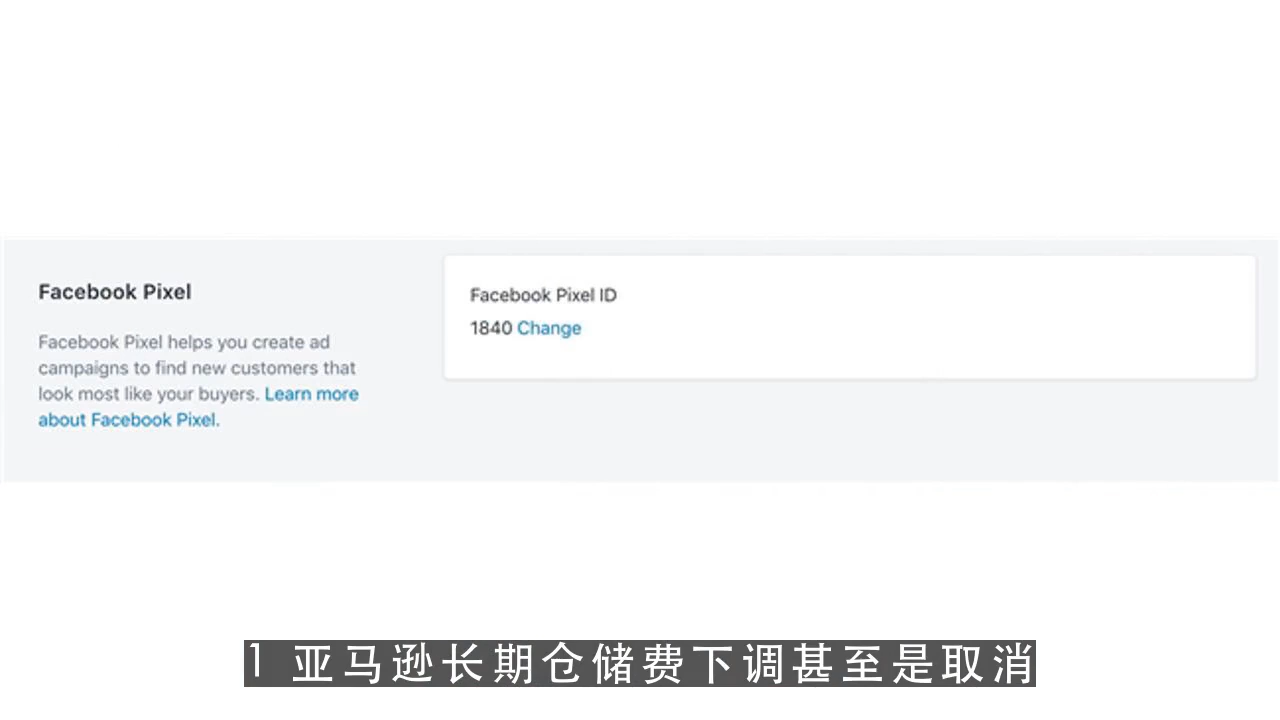 Facebook Pixel
Facebook Pixel helps you create ad
campaigns to find new customers that
look most like your buyers. Learn more
about Facebook Pixel.
Facebook Pixel ID
1840 Change
1 亚马逊长期仓储费下调甚至是取消